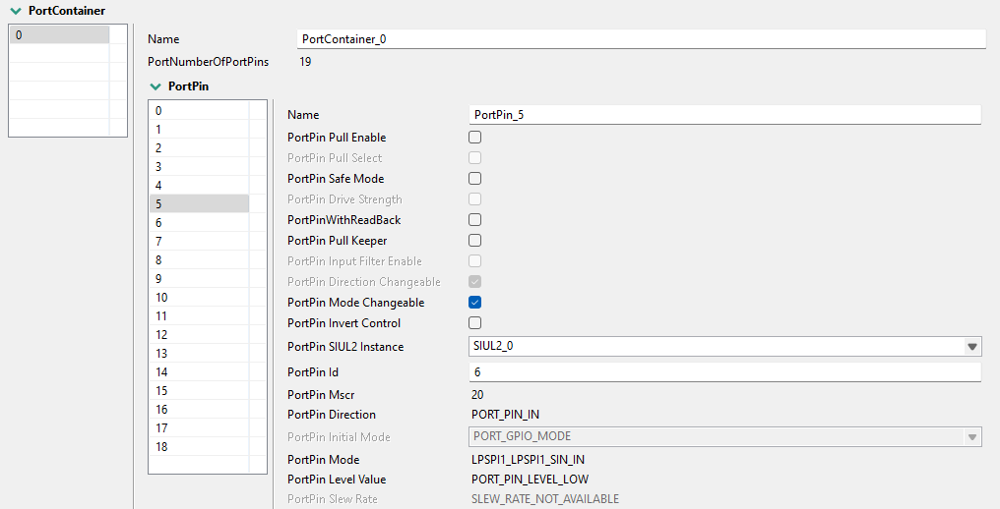 PortContainer
0
Name PortContainer_0
PortNumberOfPortPins 19
PortPin
0
1
2
3
4
5
6
7
8
9
10
11
12
13
14
15
16
17
18
Name PortPin_5
PortPin Pull Enable
PortPin Pull Select
PortPin Safe Mode
PortPin Drive Strength
PortPinWithReadBack
PortPin Pull Keeper
PortPin Input Filter Enable
PortPin Direction Changeable
PortPin Mode Changeable
PortPin Invert Control
PortPin SIUL2 Instance SIUL2_0
PortPin Id 6
PortPin Mscr 20
PortPin Direction PORT_PIN_IN
PortPin Initial Mode PORT_GPIO_MODE
PortPin Mode LPSPI1_LPSPI1_SIN_IN
PortPin Level Value PORT_PIN_LEVEL_LOW
PortPin Slew Rate SLEW_RATE_NOT_AVAILABLE